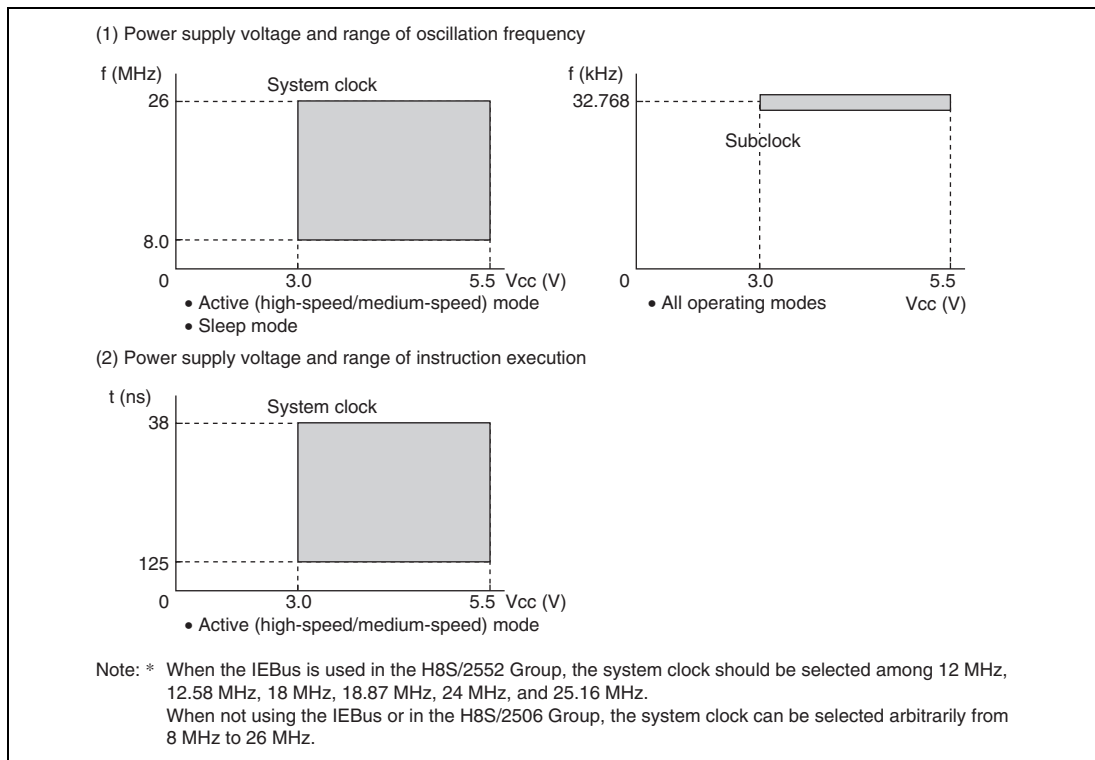 (1) Power supply voltage and range of oscillation frequency
f (MHz)
System clock
26
8.0
0
3.0
5.5
Vcc (V)
• Active (high-speed/medium-speed) mode
• Sleep mode
f (kHz)
32.768
Subclock
0
3.0
5.5
Vcc (V)
• All operating modes
(2) Power supply voltage and range of instruction execution
t (ns)
System clock
38
125
0
3.0
5.5
Vcc (V)
• Active (high-speed/medium-speed) mode
Note: * When the IEBus is used in the H8S/2552 Group, the system clock should be selected among 12 MHz,
12.58 MHz, 18 MHz, 18.87 MHz, 24 MHz, and 25.16 MHz.
When not using the IEBus or in the H8S/2506 Group, the system clock can be selected arbitrarily from
8 MHz to 26 MHz.